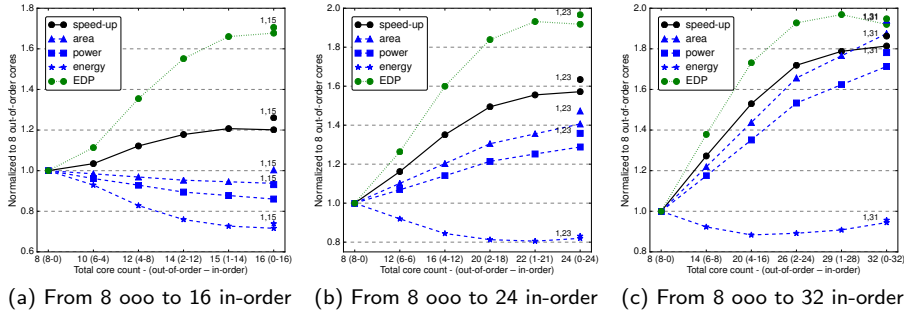 1.8
1.6
1.4
1.2
1.0
0.8
0.6
Normalized to 8 out-of-order cores
speed-up
area
power
energy
EDP
1,15
1,15
1,15
1,15
8 (8-0) 10 (6-4) 12 (4-8) 14 (2-12) 15 (1-14) 16 (0-16)
Total core count - (out-of-order – in-order)
(a) From 8 ooo to 16 in-order
2.0
1.8
1.6
1.4
1.2
1.0
0.8
Normalized to 8 out-of-order cores
speed-up
area
power
energy
EDP
1,23
1,23
1,23
1,23
1,23
8 (8-0) 12 (6-6) 16 (4-12) 20 (2-18) 22 (1-21) 24 (0-24)
Total core count - (out-of-order – in-order)
(b) From 8 ooo to 24 in-order
2.0
1.8
1.6
1.4
1.2
1.0
0.8
Normalized to 8 out-of-order cores
speed-up
area
power
energy
EDP
1,31
1,31
1,31
1,31
8 (8-0) 14 (6-8) 20 (4-16) 26 (2-24) 29 (1-28) 32 (0-32)
Total core count - (out-of-order – in-order)
(c) From 8 ooo to 32 in-order